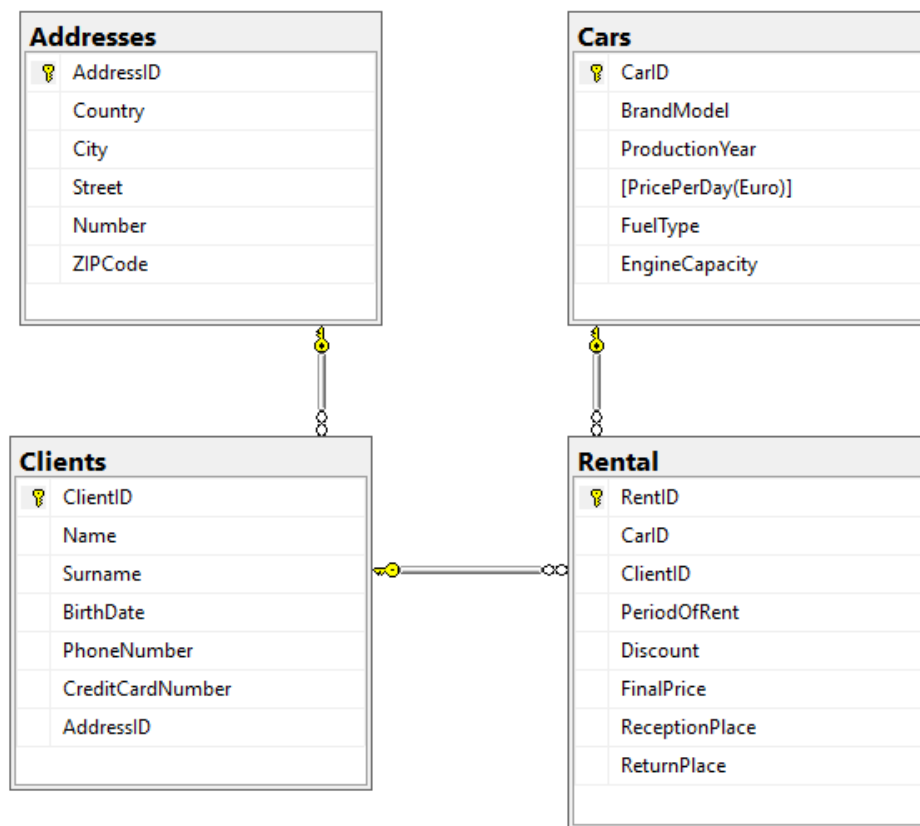 Addresses
AddressID
Country
City
Street
Number
ZIPCode
Cars
CarID
BrandModel
ProductionYear
[PricePerDay(Euro)]
FuelType
EngineCapacity
Clients
ClientID
Name
Surname
BirthDate
PhoneNumber
CreditCardNumber
AddressID
Rental
RentID
CarID
ClientID
PeriodOfRent
Discount
FinalPrice
ReceptionPlace
ReturnPlace